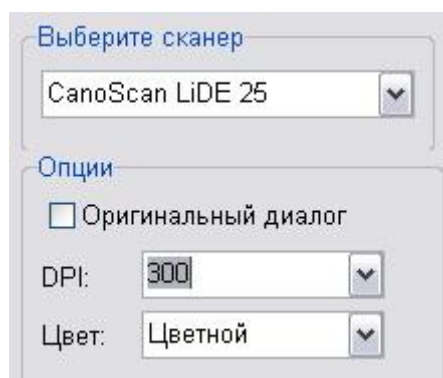 Выберите сканер
CanoScan LiDE 25
Опции
Оригинальный диалог
DPI: 300
Цвет: Цветной